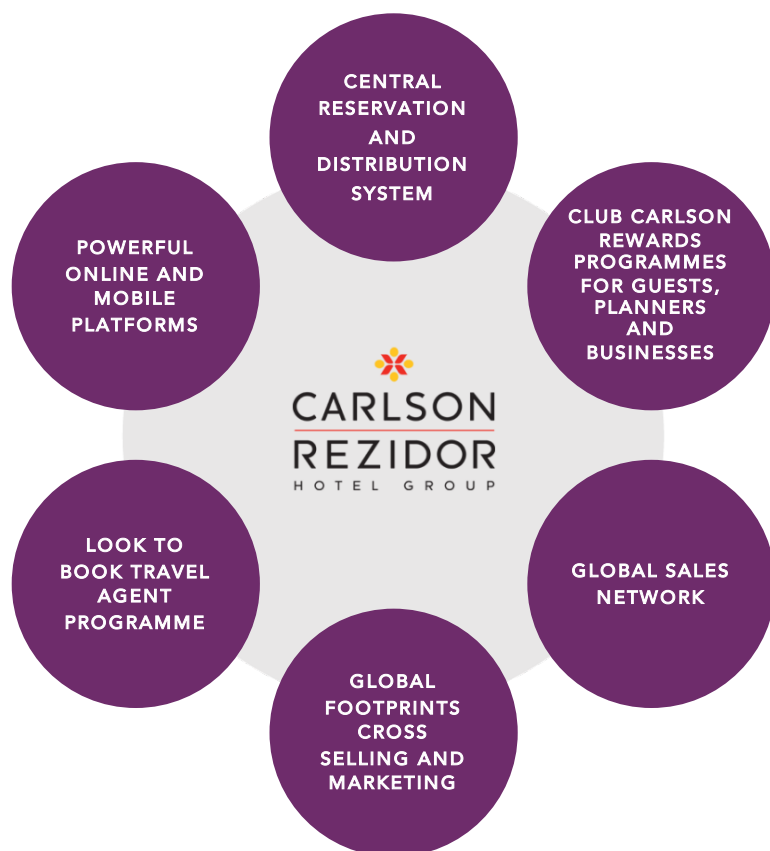 CENTRAL
RESERVATION
AND
DISTRIBUTION
SYSTEM
CLUB CARLSON
REWARDS
PROGRAMMES
FOR GUESTS,
PLANNERS
AND
BUSINESSES
GLOBAL SALES
NETWORK
GLOBAL
FOOTPRINTS
CROSS
SELLING AND
MARKETING
LOOK TO
BOOK TRAVEL
AGENT
PROGRAMME
POWERFUL
ONLINE AND
MOBILE
PLATFORMS
CARLSON
REZIDOR
HOTEL GROUP